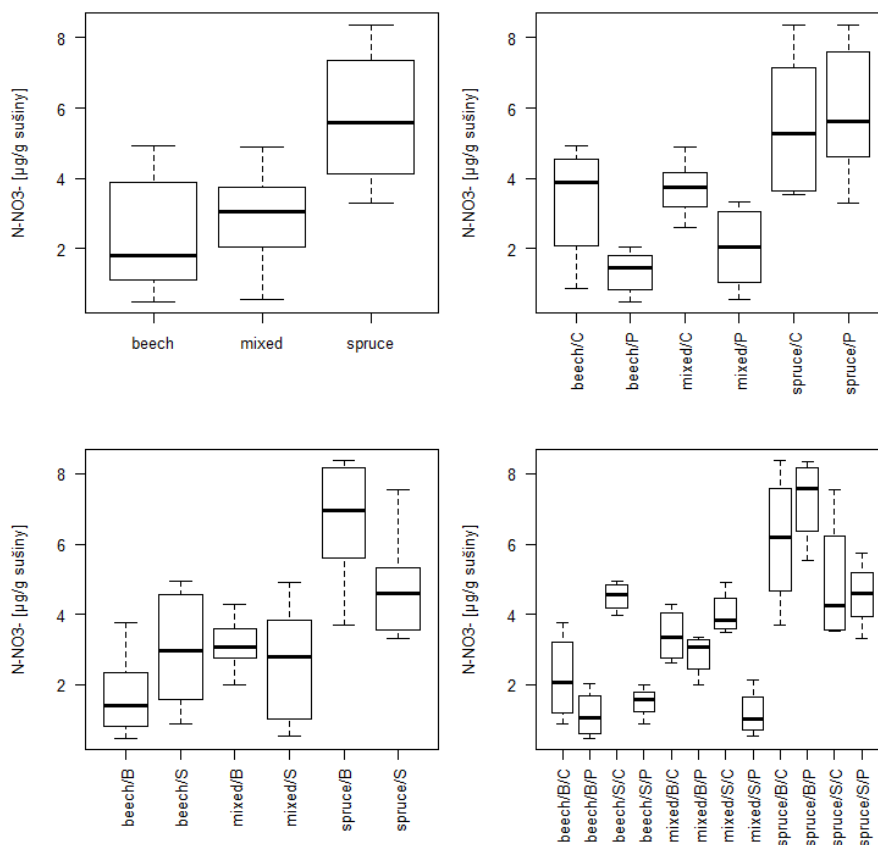 N-NO3- [µg/g sušiny]
8
6
4
2
beech
mixed
spruce
N-NO3- [µg/g sušiny]
8
6
4
2
beech/C
beech/P
mixed/C
mixed/P
spruce/C
spruce/P
N-NO3- [µg/g sušiny]
8
6
4
2
beech/B
beech/S
mixed/B
mixed/S
spruce/B
spruce/S
N-NO3- [µg/g sušiny]
8
6
4
2
beech/B/C
beech/B/P
beech/S/C
beech/S/P
mixed/B/C
mixed/B/P
mixed/S/C
mixed/S/P
spruce/B/C
spruce/B/P
spruce/S/C
spruce/S/P